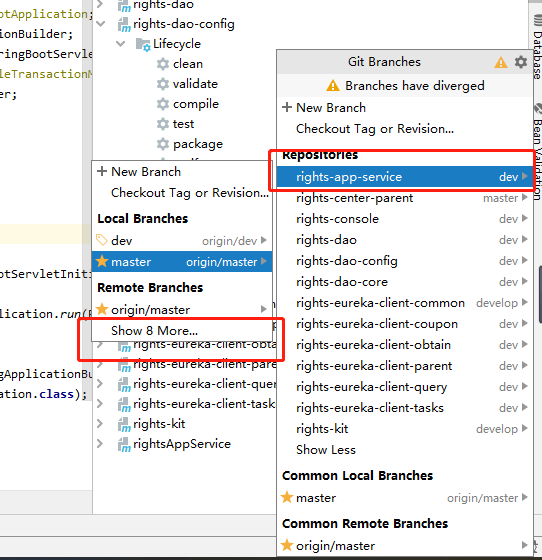 otApplication;
ionBuilder;
ringBootServle
leTransactionM
er;
otServletIniti
lication.run(R
gApplicationBu
ation.class);
rights-dao
rights-dao-config
Lifecycle
clean
validate
compile
test
package
New Branch
Checkout Tag or Revision...
Local Branches
dev origin/dev
master origin/master
Remote Branches
origin/master
Show 8 More...
rights-eureka-client-obtai
rights-eureka-client-paren
rights-eureka-client-query
rights-eureka-client-tasks
rights-kit
rightsAppService
Git Branches
Branches have diverged
New Branch
Checkout Tag or Revision...
Repositories
rights-app-service dev
rights-center-parent master
rights-console dev
rights-dao dev
rights-dao-config dev
rights-dao-core dev
rights-eureka-client-common develop
rights-eureka-client-coupon dev
rights-eureka-client-obtain dev
rights-eureka-client-parent dev
rights-eureka-client-query dev
rights-eureka-client-tasks dev
rights-kit develop
Show Less
Common Local Branches
master origin/master
Common Remote Branches
origin/master
Database
Bean Validation